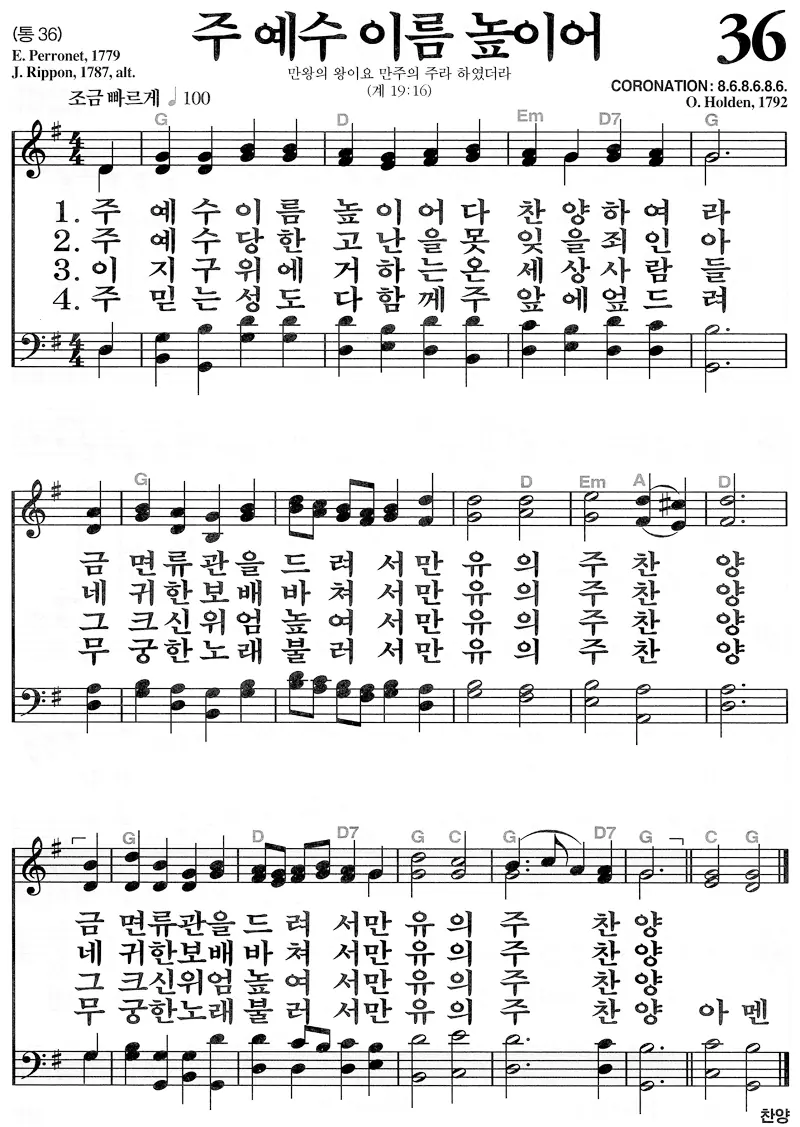 (통 36)
주 예수 이름 높이어
36
E. Perronet, 1779
J. Rippon, 1787, alt.
만왕의 왕이요 만주의 주라 하였더라
(계 19:16)
CORONATION : 8.6.8.6.8.6.
O. Holden, 1792
조금 빠르게 ♩100
G D Em D7 G
1. 주 예 수 이 름 높 이 어 다 찬 양 하 여 라
2. 주 예 수 당 한 고 난 을 못 잊 을 죄 인 아
3. 이 지 구 위 에 거 하 는 온 세 상 사 람 들
4. 주 믿 는 성 도 다 함 께 주 앞 에 엎 드 려
G D Em A D
금 면 류 관 을 드 려 서 만 유 의 주 찬 양
네 귀 한 보 배 바 쳐 서 만 유 의 주 찬 양
그 크 신 위 엄 높 여 서 만 유 의 주 찬 양
무 궁 한 노 래 불 러 서 만 유 의 주 찬 양
G D D7 G C G D7 G C G
금 면 류 관 을 드 려 서 만 유 의 주 찬 양
네 귀 한 보 배 바 쳐 서 만 유 의 주 찬 양
그 크 신 위 엄 높 여 서 만 유 의 주 찬 양
무 궁 한 노 래 불 러 서 만 유 의 주 찬 양 아 멘
찬양